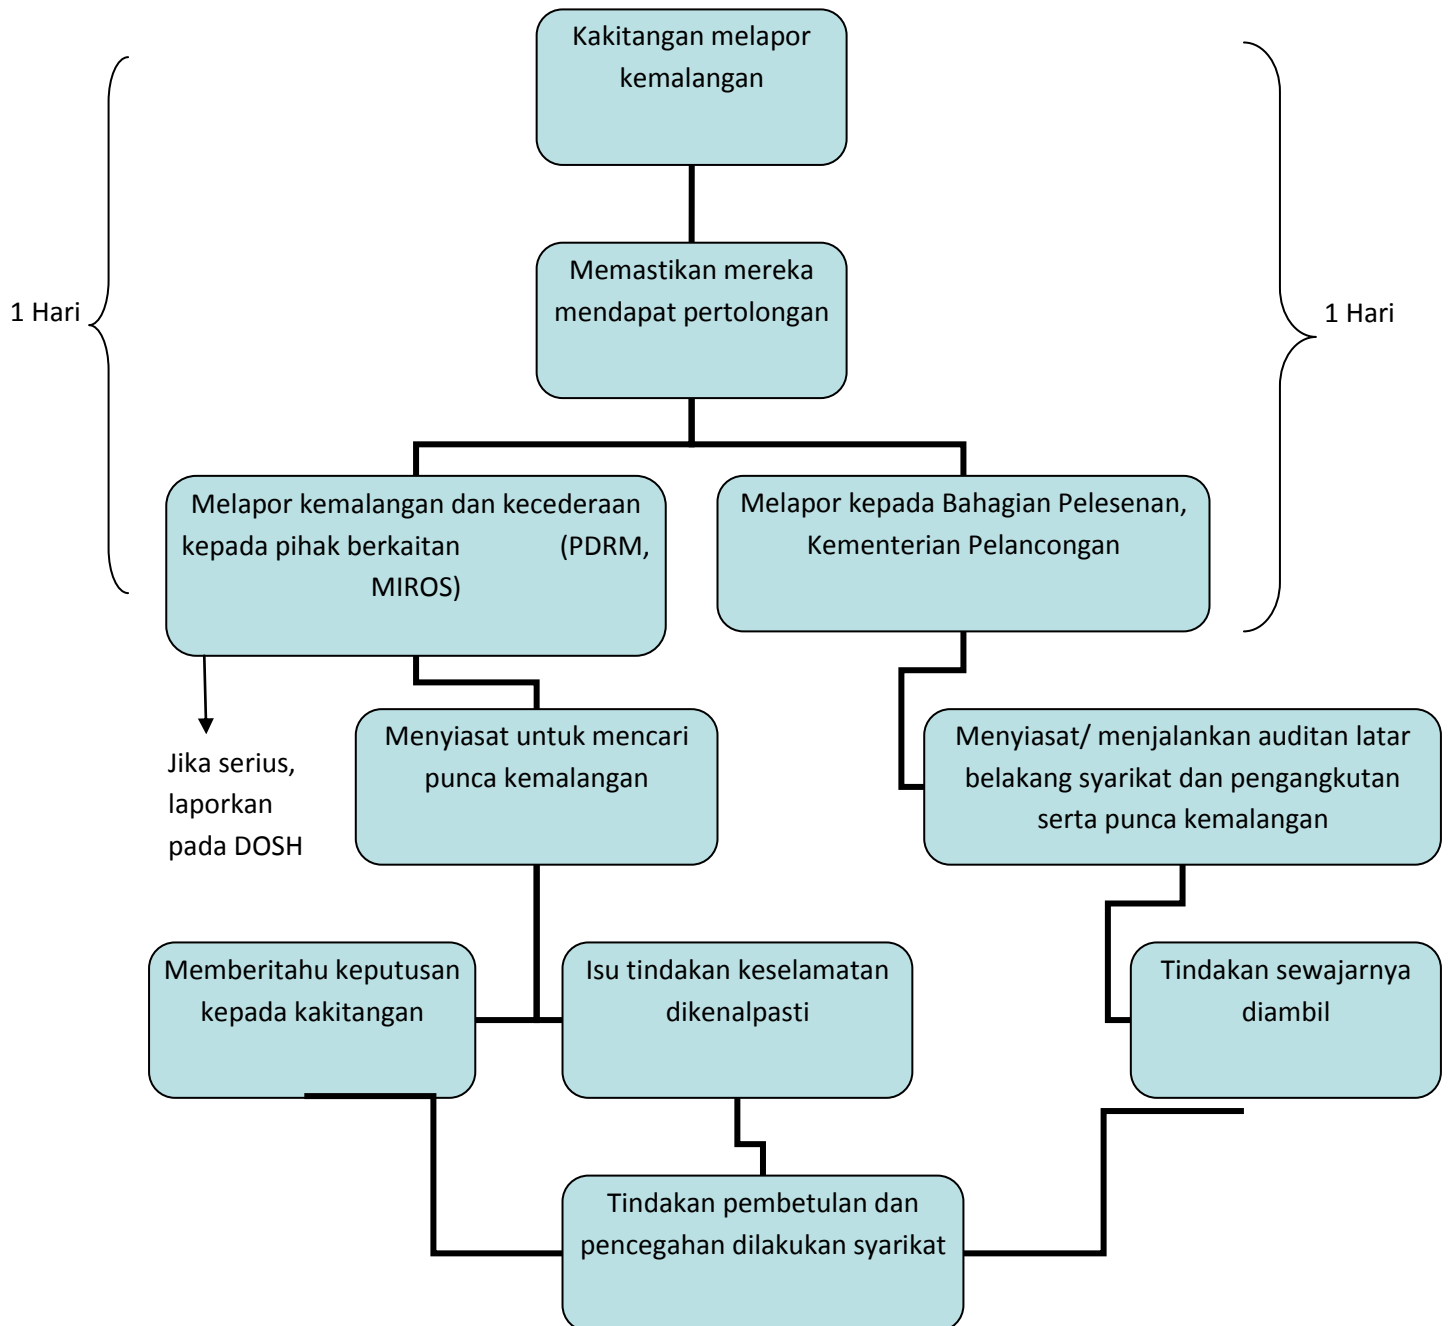 Kakitangan melapor
kemalangan
Memastikan mereka
mendapat pertolongan
1 Hari
1 Hari
Melapor kemalangan dan kecederaan
kepada pihak berkaitan (PDRM,
MIROS)
Melapor kepada Bahagian Pelesenan,
Kementerian Pelancongan
Jika serius,
laporkan
pada DOSH
Menyiasat untuk mencari
punca kemalangan
Menyiasat/ menjalankan auditan latar
belakang syarikat dan pengangkutan
serta punca kemalangan
Memberitahu keputusan
kepada kakitangan
Isu tindakan keselamatan
dikenalpasti
Tindakan sewajarnya
diambil
Tindakan pembetulan dan
pencegahan dilakukan syarikat